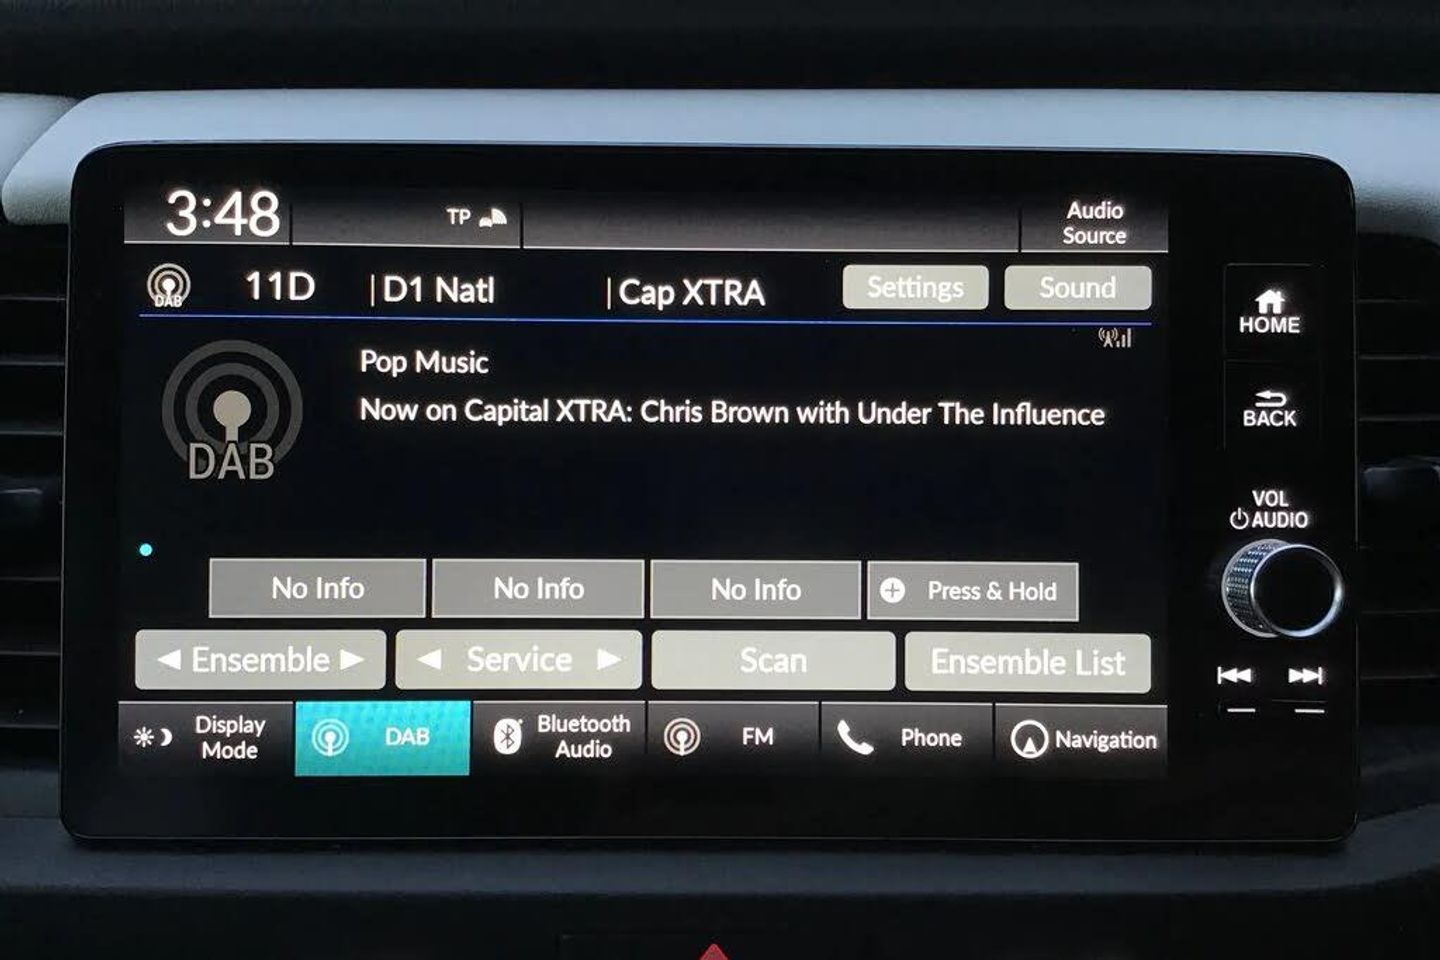 3:48
TP
Audio
Source
DAB
11D
D1 Natl
Cap XTRA
Settings
Sound
HOME
Pop Music
Now on Capital XTRA: Chris Brown with Under The Influence
DAB
BACK
VOL
AUDIO
No Info
No Info
No Info
Press & Hold
Ensemble
Service
Scan
Ensemble List
Display
Mode
DAB
Bluetooth
Audio
FM
Phone
Navigation